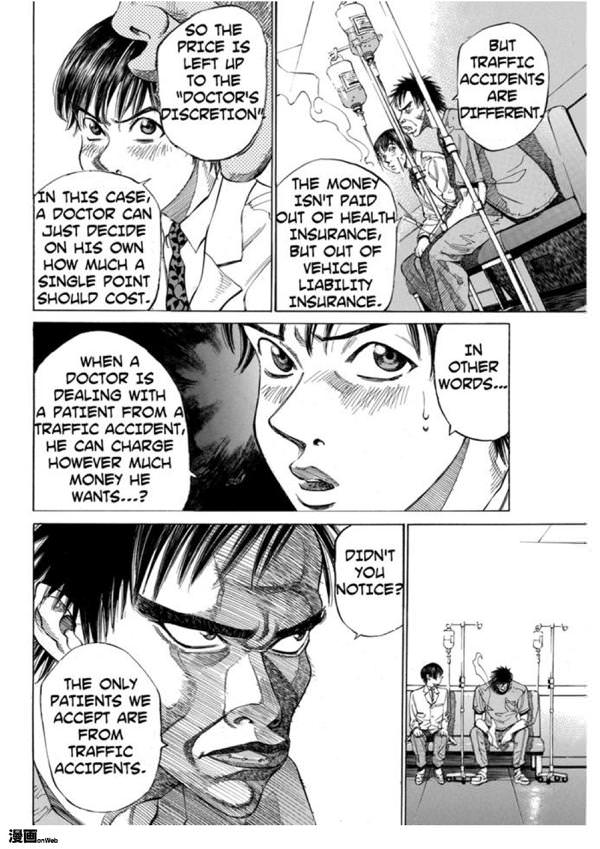 BUT
TRAFFIC
ACCIDENTS
ARE
DIFFERENT.
THE MONEY
ISN'T PAID
OUT OF HEALTH
INSURANCE,
BUT OUT OF
VEHICLE
LIABILITY
INSURANCE.
SO THE
PRICE IS
LEFT UP
TO THE
"DOCTOR'S
DISCRETION".
IN THIS CASE,
A DOCTOR CAN
JUST DECIDE
ON HIS OWN
HOW MUCH A
SINGLE POINT
SHOULD COST.
IN
OTHER
WORDS...
WHEN A
DOCTOR IS
DEALING WITH
A PATIENT FROM A
TRAFFIC ACCIDENT,
HE CAN CHARGE
HOWEVER MUCH
MONEY HE
WANTS...?
DIDN'T
YOU
NOTICE?
THE ONLY
PATIENTS WE
ACCEPT ARE
FROM
TRAFFIC
ACCIDENTS.
漫画onWeb